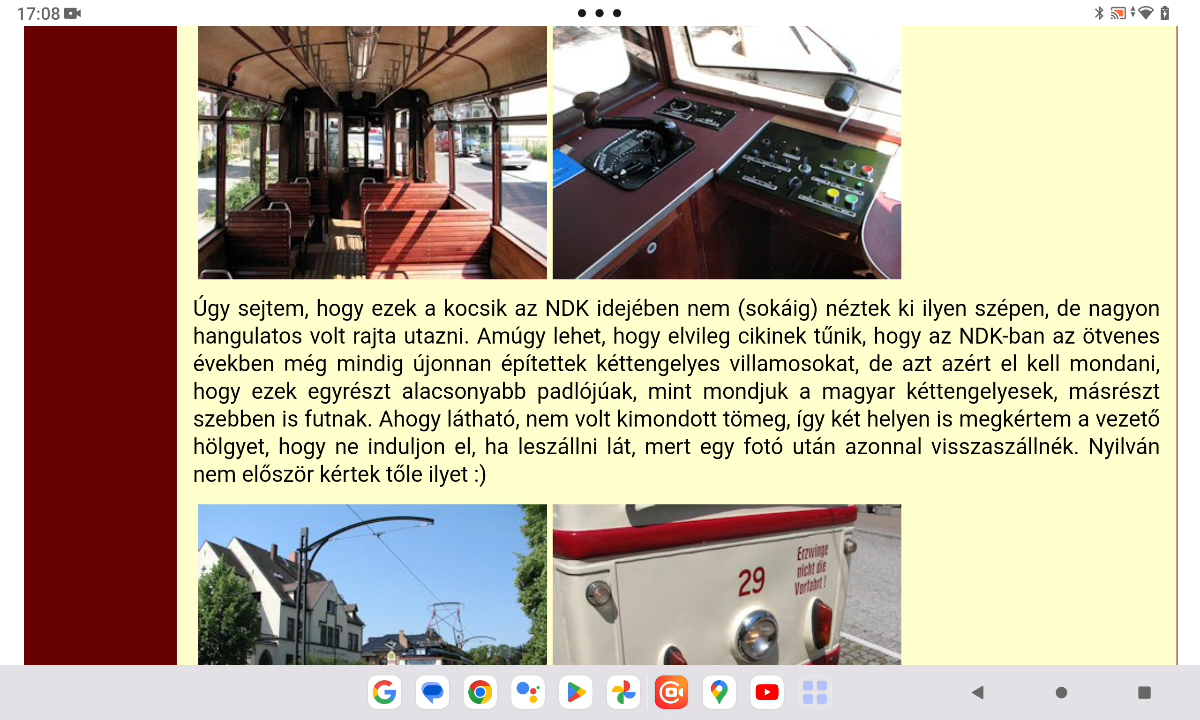 17:08
Úgy sejtem, hogy ezek a kocsik az NDK idejében nem (sokáig) néztek ki ilyen szépen, de nagyon
hangulatos volt rajta utazni. Amúgy lehet, hogy elvileg cikinek tűnik, hogy az NDK-ban az ötvenes
években még mindig újonnan építettek kéttengelyes villamosokat, de azt azért el kell mondani,
hogy ezek egyrészt alacsonyabb padlójúak, mint mondjuk a magyar kéttengelyesek, másrészt
szebben is futnak. Ahogy látható, nem volt kimondott tömeg, így két helyen is megkértem a vezető
hölgyet, hogy ne induljon el, ha leszállni lát, mert egy fotó után azonnal visszaszállnék. Nyilván
nem először kértek tőle ilyet :)
29
Erzwinge
nicht die
Vorfahrt !